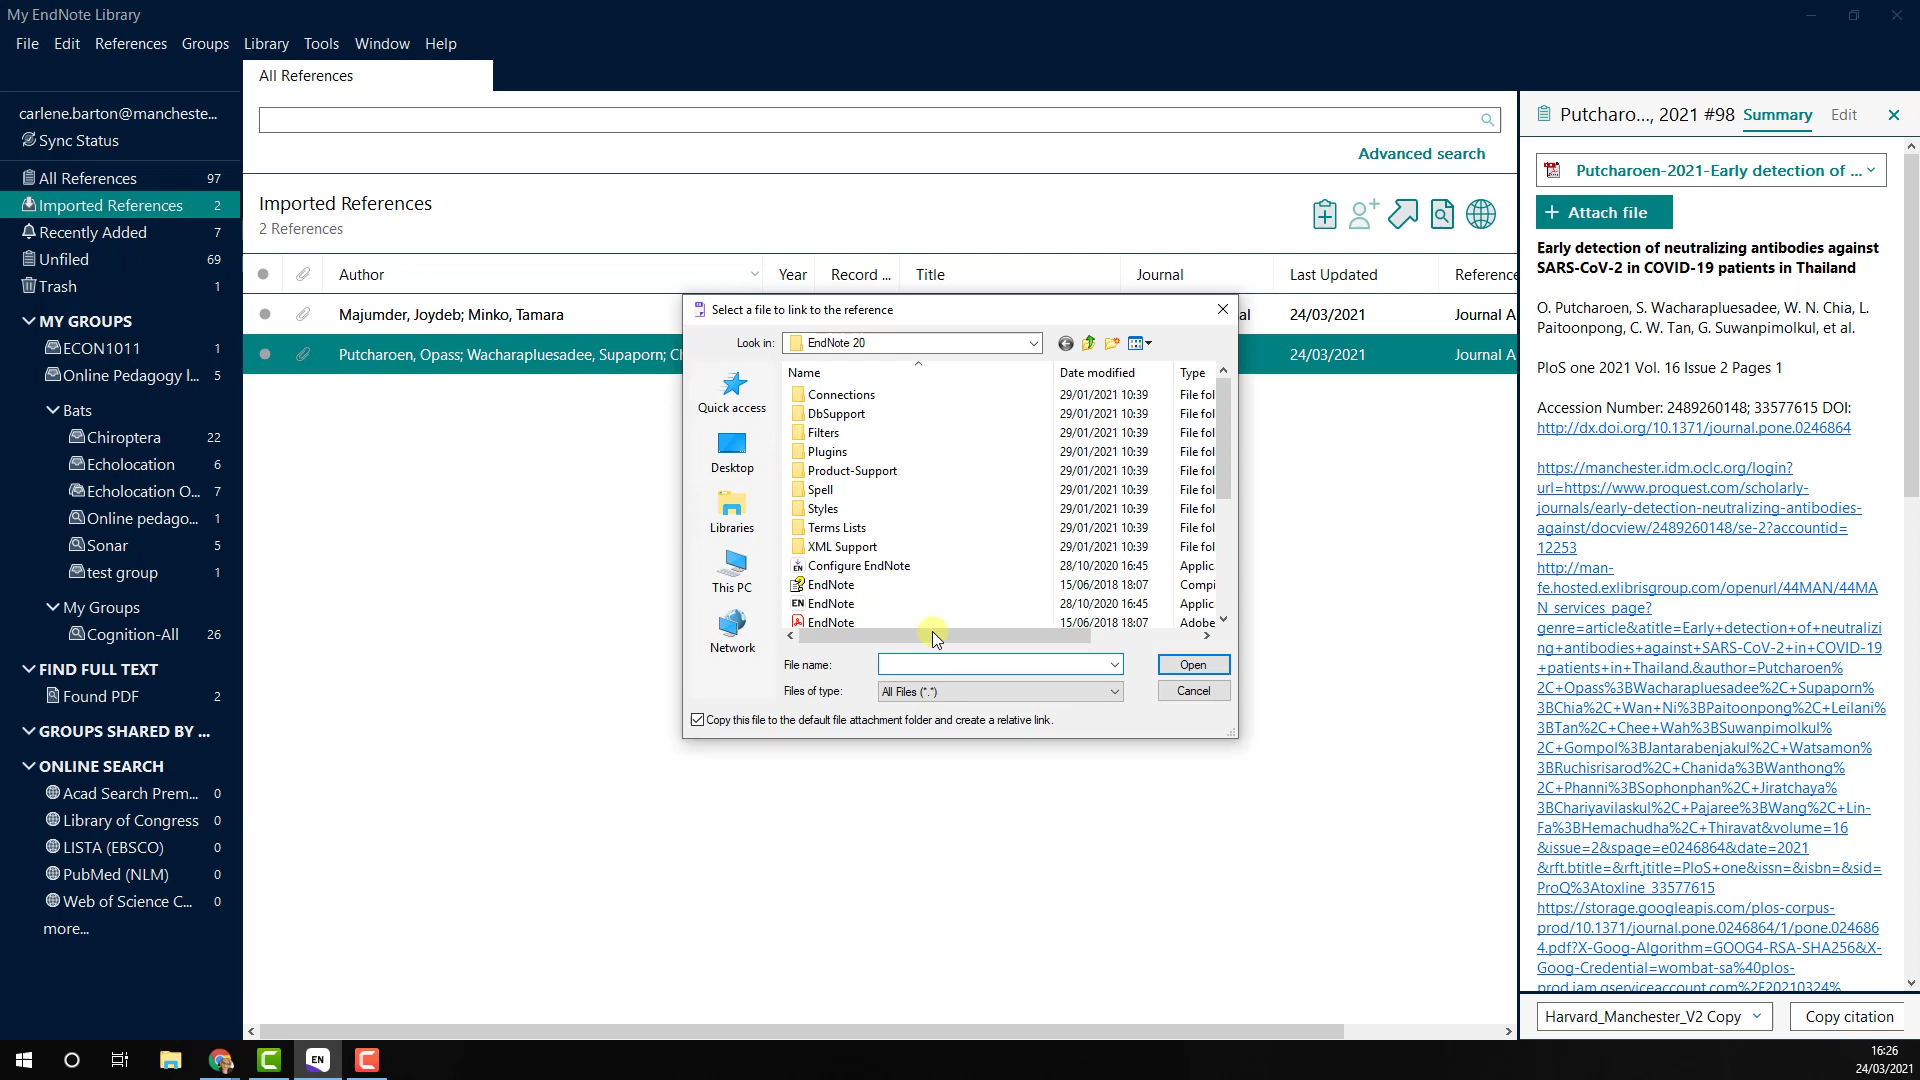 My EndNote Library
File Edit References Groups Library Tools Window Help
All References
carlene.barton@mancheste...
Sync Status
All References 97
Imported References 2
Recently Added 7
Unfiled 69
Trash 1
MY GROUPS
ECON1011 1
Online Pedagogy l... 5
Bats
Chiroptera 22
Echolocation 6
Echolocation O... 7
Online pedago... 1
Sonar 5
test group 1
My Groups
Cognition-All 26
FIND FULL TEXT
Found PDF 2
GROUPS SHARED BY ...
ONLINE SEARCH
Acad Search Prem... 0
Library of Congress 0
LISTA (EBSCO) 0
PubMed (NLM) 0
Web of Science C... 0
more...
Advanced search
Imported References
2 References
Author Year Record ... Title Journal Last Updated Reference
Majumder, Joydeb; Minko, Tamara al 24/03/2021 Journal A
Putcharoen, Opass; Wacharapluesadee, Supaporn; Cl 24/03/2021 Journal A
Select a file to link to the reference
Look in: EndNote 20
Quick access
Desktop
Libraries
This PC
Network
Name Date modified Type
Connections 29/01/2021 10:39 File fol
DbSupport 29/01/2021 10:39 File fol
Filters 29/01/2021 10:39 File fol
Plugins 29/01/2021 10:39 File fol
Product-Support 29/01/2021 10:39 File fol
Spell 29/01/2021 10:39 File fol
Styles 29/01/2021 10:39 File fol
Terms Lists 29/01/2021 10:39 File fol
XML Support 29/01/2021 10:39 File fol
Configure EndNote 28/10/2020 16:45 Applic
EndNote 15/06/2018 18:07 Compi
EN EndNote 28/10/2020 16:45 Applic
EndNote 15/06/2018 18:07 Adobe
File name: Open
Files of type: All Files (*.*) Cancel
Copy this file to the default file attachment folder and create a relative link.
Putcharo..., 2021 #98 Summary Edit
Putcharoen-2021-Early detection of ...
+ Attach file
Early detection of neutralizing antibodies against
SARS-CoV-2 in COVID-19 patients in Thailand
O. Putcharoen, S. Wacharapluesadee, W. N. Chia, L.
Paitoonpong, C. W. Tan, G. Suwanpimolkul, et al.
PloS one 2021 Vol. 16 Issue 2 Pages 1
Accession Number: 2489260148; 33577615 DOI:
http://dx.doi.org/10.1371/journal.pone.0246864
https://manchester.idm.oclc.org/login?
url=https://www.proquest.com/scholarly-
journals/early-detection-neutralizing-antibodies-
against/docview/2489260148/se-2?accountid=
12253
http://man-
fe.hosted.exlibrisgroup.com/openurl/44MAN/44MA
N_services_page?
genre=article&atitle=Early+detection+of+neutralizi
ng+antibodies+against+SARS-CoV-2+in+COVID-19
+patients+in+Thailand.&author=Putcharoen%
2C+Opass%3BWacharapluesadee%2C+Supaporn%
3BChia%2C+Wan+Ni%3BPaitoonpong%2C+Leilani%
3BTan%2C+Chee+Wah%3BSuwanpimolkul%
2C+Gompol%3BJantarabenjakul%2C+Watsamon%
3BRuchisrisarod%2C+Chanida%3BWanthong%
2C+Phanni%3BSophonphan%2C+Jiratchaya%
3BChariyavilaskul%2C+Pajaree%3BWang%2C+Lin-
Fa%3BHemachudha%2C+Thiravat&volume=16
&issue=2&spage=e0246864&date=2021
&rft.btitle=&rft.jtitle=PloS+one&issn=&isbn=&sid=
ProQ%3Atoxline_33577615
https://storage.googleapis.com/plos-corpus-
prod/10.1371/journal.pone.0246864/1/pone.024686
4.pdf?X-Goog-Algorithm=GOOG4-RSA-SHA256&X-
Goog-Credential=wombat-sa%40plos-
prod.iam.gserviceaccount.com%2F20210324%
Harvard_Manchester_V2 Copy Copy citation
EN
16:26
24/03/2021